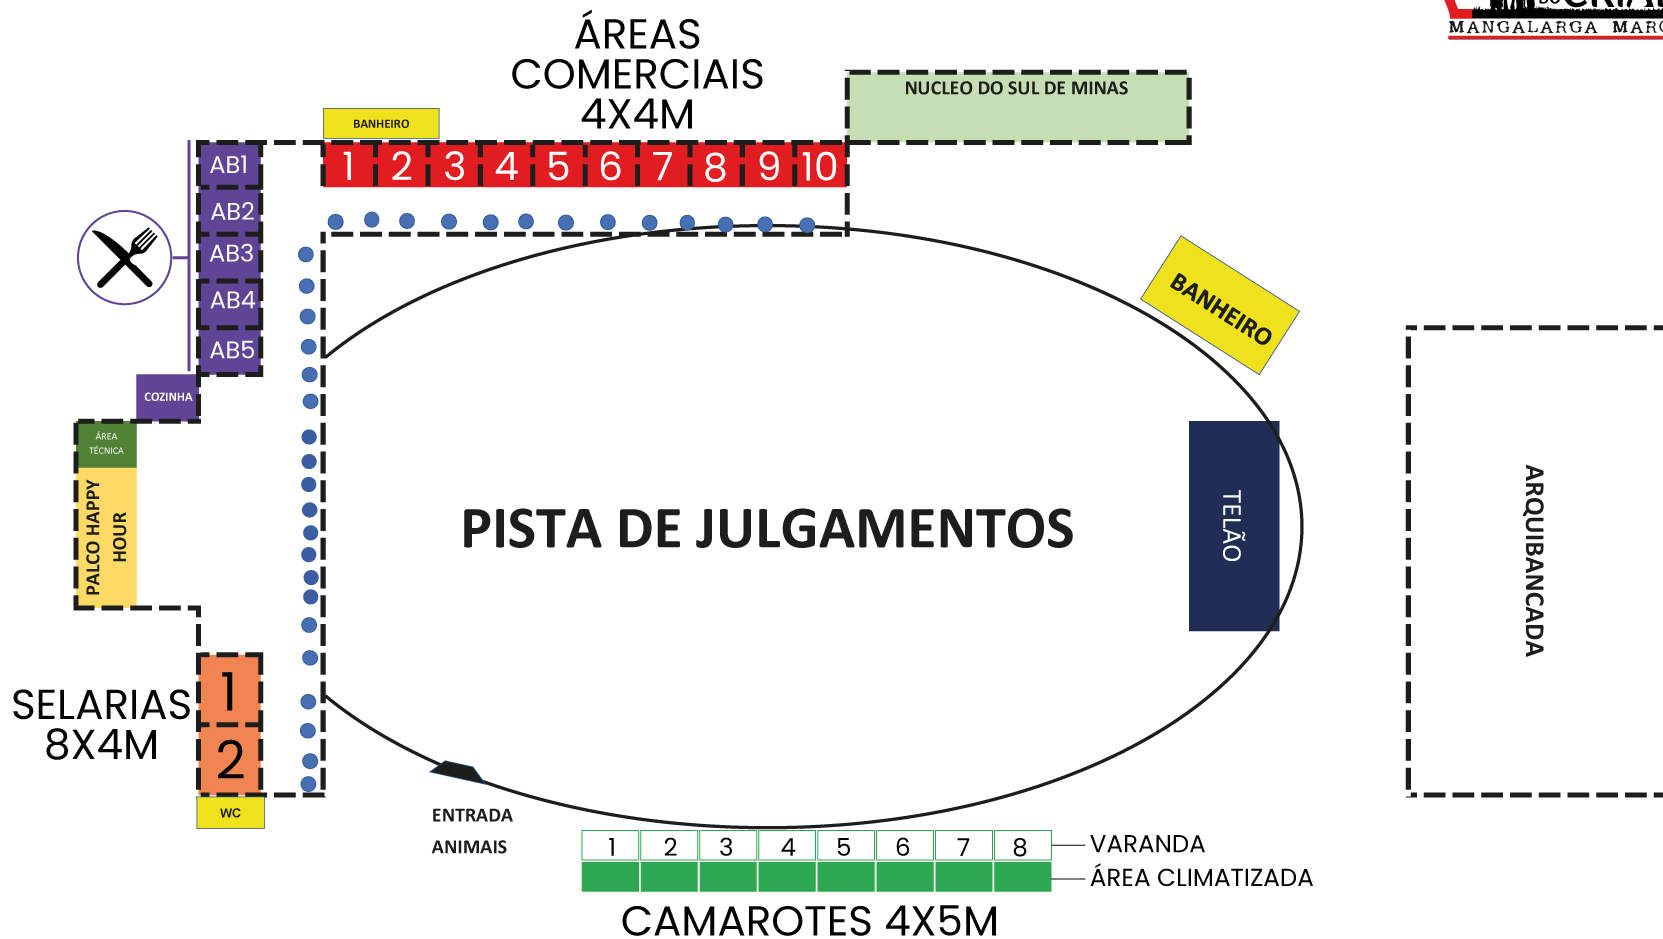 MANGALARGA
ÁREAS
COMERCIAIS
4X4M
NUCLEO DO SUL DE MINAS
BANHEIRO
1 2 3 4 5 6 7 8 9 10
AB1
AB2
AB3
AB4
AB5
COZINHA
BANHEIRO
ÁREA
TÉCNICA
PALCO HAPPY
HOUR
PISTA DE JULGAMENTOS
TELÃO
ARQUIBANCADA
SELARIAS
8X4M
1
2
WC
ENTRADA
ANIMAIS
1 2 3 4 5 6 7 8
VARANDA
ÁREA CLIMATIZADA
CAMAROTES 4X5M